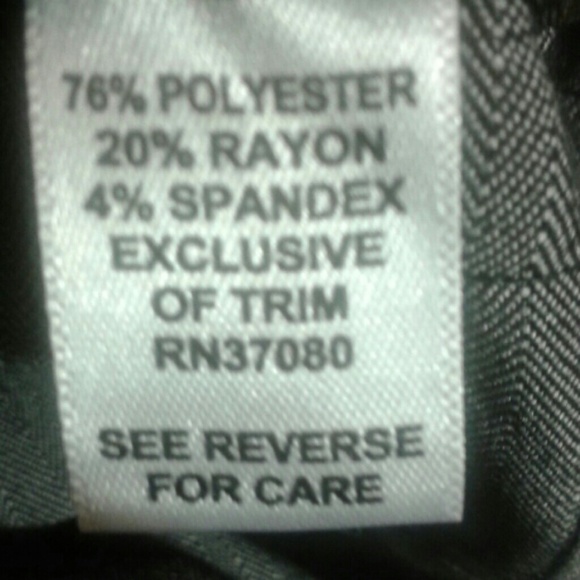 76% POLYESTER
20% RAYON
4% SPANDEX
EXCLUSIVE
OF TRIM
RN37080
SEE REVERSE
FOR CARE